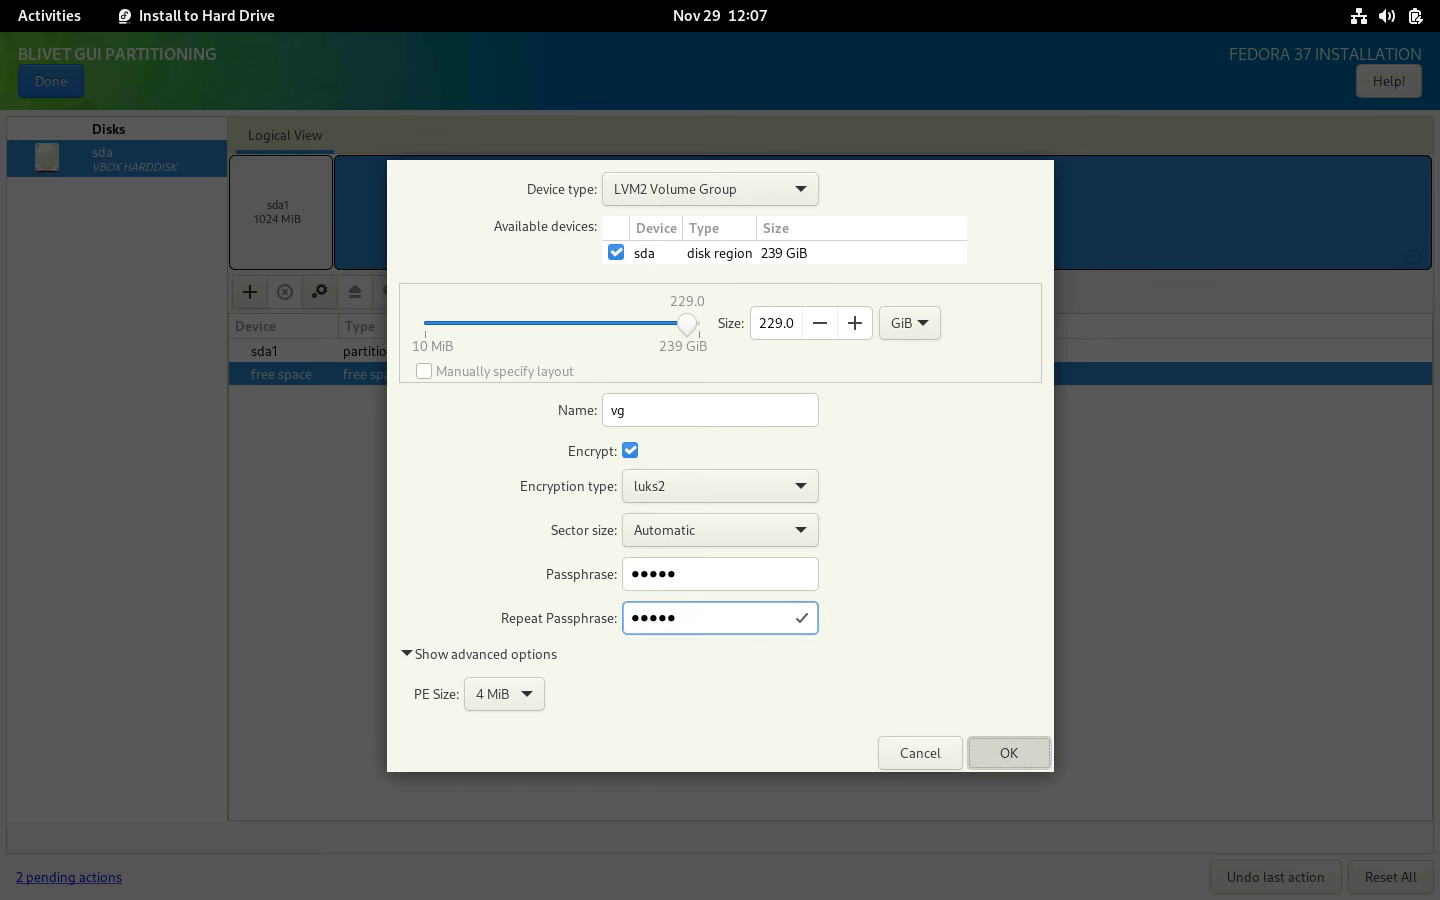 Activities
Install to Hard Drive
Nov 29 12:07
BLIVET GUI PARTITIONING
FEDORA 37 INSTALLATION
Done
Help!
Disks
sda
VBOX HARDDISK
Logical View
sda1
1024 MiB
Device Type
sda1 partitio
free space free spa
Device type: LVM2 Volume Group
Available devices:
Device Type Size
sda disk region 239 GiB
229.0
Size: 229.0 GiB
10 MiB 239 GiB
Manually specify layout
Name: vg
Encrypt:
Encryption type: luks2
Sector size: Automatic
Passphrase: ●●●●●
Repeat Passphrase: ●●●●●
Show advanced options
PE Size: 4 MiB
Cancel OK
2 pending actions
Undo last action Reset All